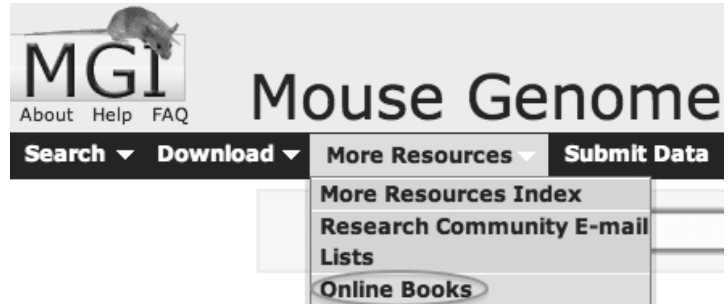 MGI
About Help FAQ
Mouse Genome
Search Download More Resources Submit Data
More Resources Index
Research Community E-mail
Lists
Online Books